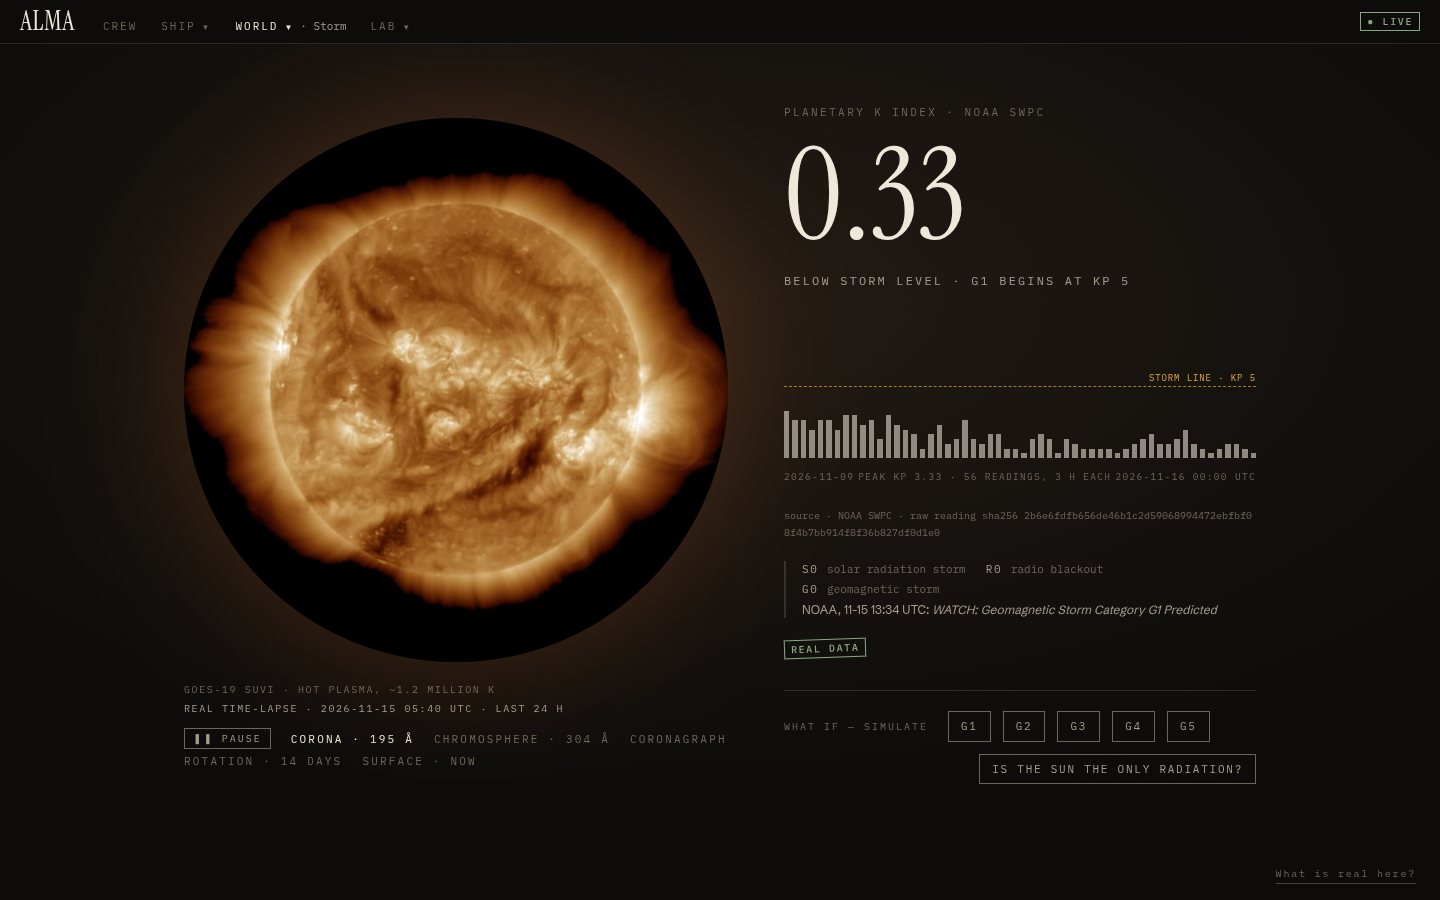 ALMA CREW SHIP ▾ WORLD ▾ · Storm LAB ▾ ● LIVE
PLANETARY K INDEX · NOAA SWPC
0.33
BELOW STORM LEVEL · G1 BEGINS AT KP 5
STORM LINE · KP 5
2026-11-09 PEAK KP 3.33 · 56 READINGS, 3 H EACH 2026-11-16 00:00 UTC
source · NOAA SWPC · raw reading sha256 2b6e6fdfb656de46b1c2d59068994472ebfbf0
8f4b7bb914f8f36b827df0d1e0
S0 solar radiation storm R0 radio blackout
G0 geomagnetic storm
NOAA, 11-15 13:34 UTC: WATCH: Geomagnetic Storm Category G1 Predicted
REAL DATA
GOES-19 SUVI · HOT PLASMA, ~1.2 MILLION K
REAL TIME-LAPSE · 2026-11-15 05:40 UTC · LAST 24 H
❚❚ PAUSE CORONA · 195 Å CHROMOSPHERE · 304 Å CORONAGRAPH
ROTATION · 14 DAYS SURFACE · NOW
WHAT IF — SIMULATE G1 G2 G3 G4 G5
IS THE SUN THE ONLY RADIATION?
What is real here?